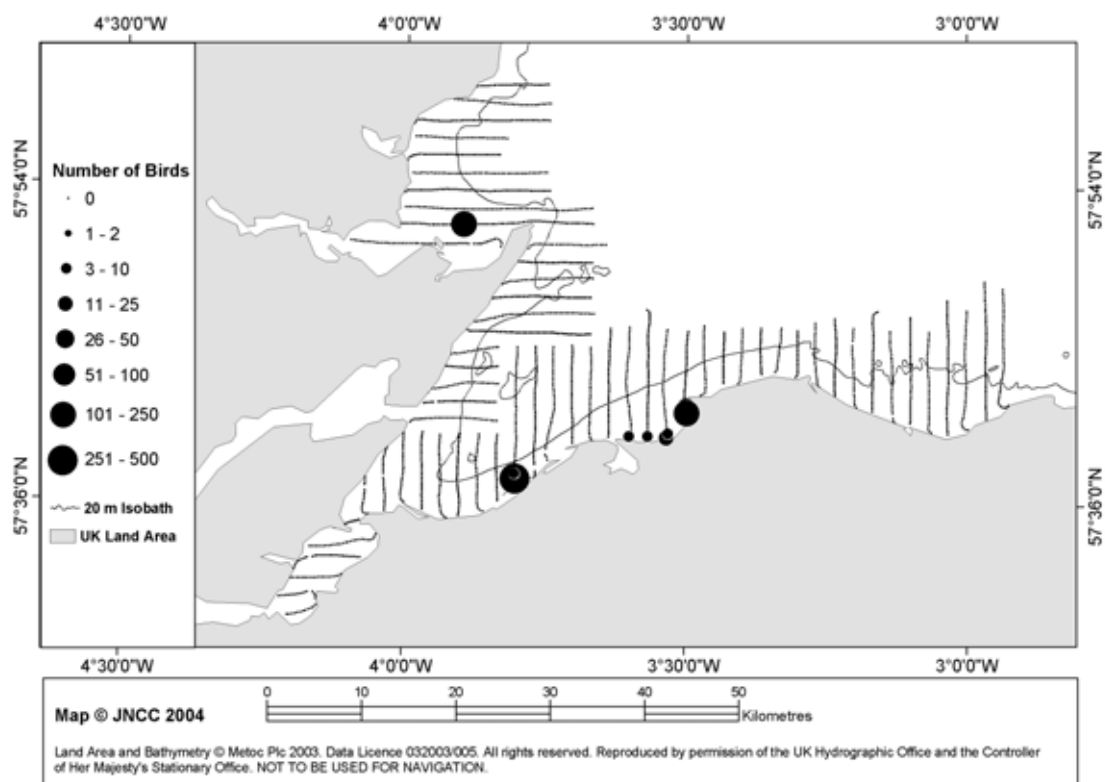 4°30'0"W 4°0'0"W 3°30'0"W 3°0'0"W
57°54'0"N
57°54'0"N
Number of Birds
0
1 - 2
3 - 10
11 - 25
26 - 50
51 - 100
101 - 250
251 - 500
20 m Isobath
UK Land Area
57°36'0"N
57°36'0"N
4°30'0"W 4°0'0"W 3°30'0"W 3°0'0"W
0 10 20 30 40 50
Kilometres
Map © JNCC 2004
Land Area and Bathymetry © Metoc Plc 2003. Data Licence 032003/005. All rights reserved. Reproduced by permission of the UK Hydrographic Office and the Controller
of Her Majesty's Stationary Office. NOT TO BE USED FOR NAVIGATION.